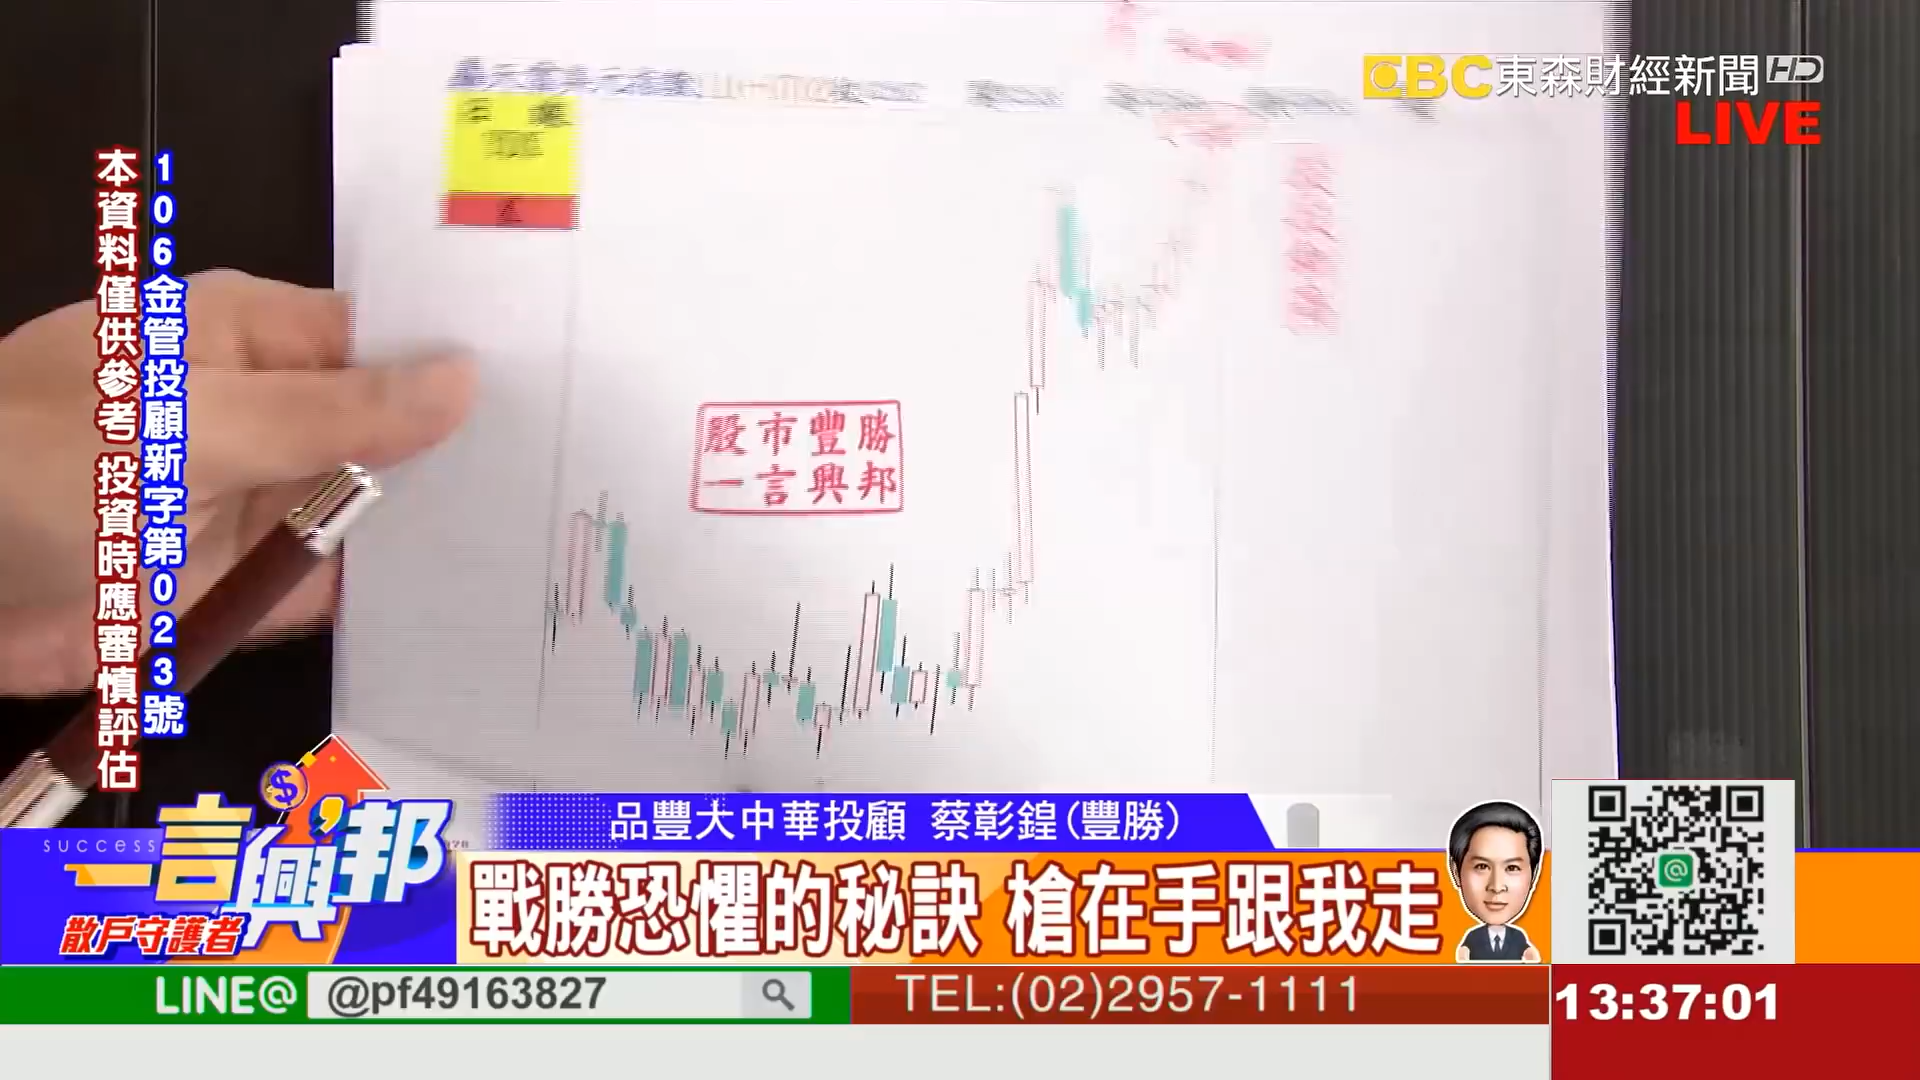 EBC東森財經新聞HD
LIVE
106金管投顧新字第023號
本資料僅供參考 投資時應審慎評估
股市豐勝
一言興邦
success
一言興邦
散戶守護者
品豐大中華投顧 蔡彰鍠(豐勝)
戰勝恐懼的秘訣 槍在手跟我走
LINE@ @pf49163827
TEL:(02)2957-1111
13:37:01